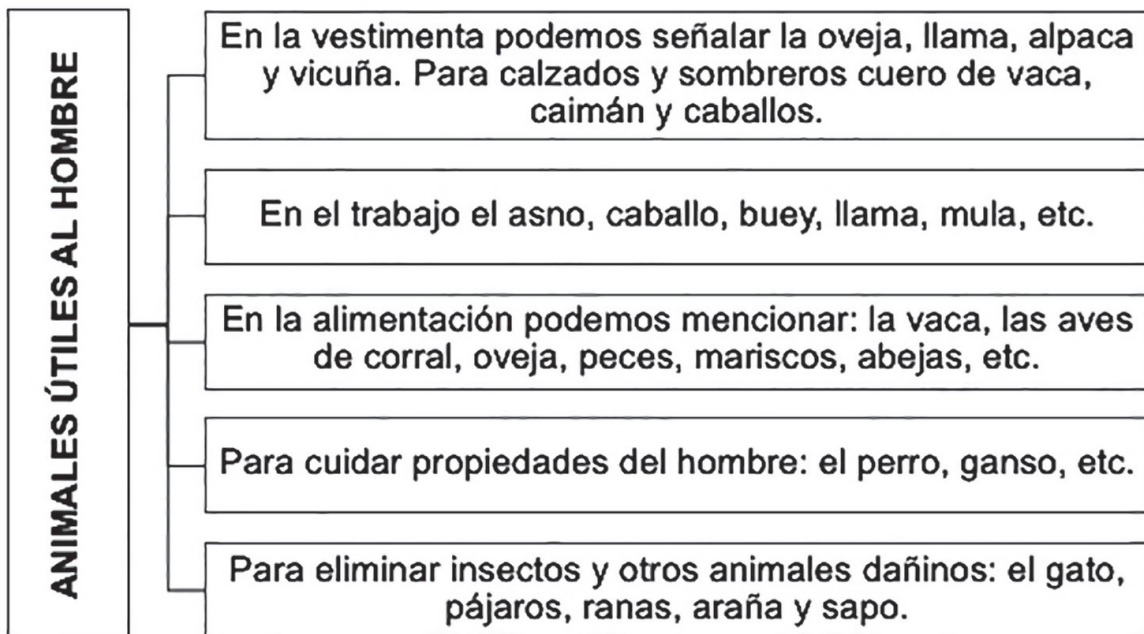 ANIMALES ÚTILES AL HOMBRE
En la vestimenta podemos señalar la oveja, llama, alpaca
y vicuña. Para calzados y sombreros cuero de vaca,
caimán y caballos.
En el trabajo el asno, caballo, buey, llama, mula, etc.
En la alimentación podemos mencionar: la vaca, las aves
de corral, oveja, peces, mariscos, abejas, etc.
Para cuidar propiedades del hombre: el perro, ganso, etc.
Para eliminar insectos y otros animales dañinos: el gato,
pájaros, ranas, araña y sapo.